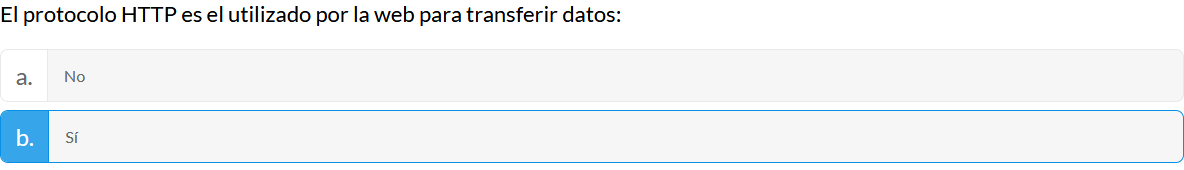 El protocolo HTTP es el utilizado por la web para transferir datos:
a. No
b. Sí